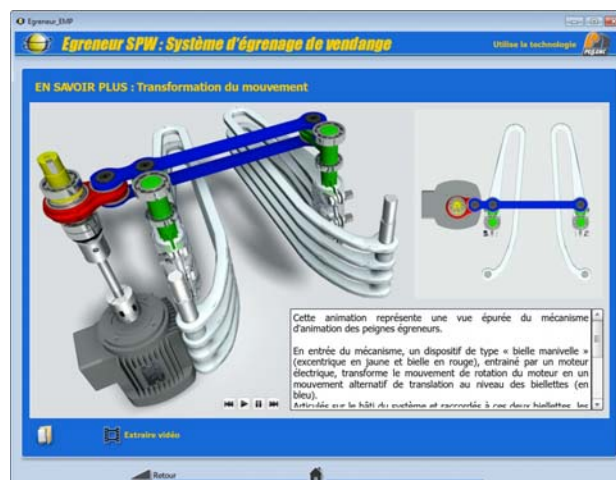 Egreneur_EMP
Egreneur SPW : Système d'égrenage de vendange
Utilise la technologie
EN SAVOIR PLUS : Transformation du mouvement
Cette animation représente une vue épurée du mécanisme
d'animation des peignes égreneurs.
En entrée du mécanisme, un dispositif de type « bielle manivelle »
(excentrique en jaune et bielle en rouge), entrainé par un moteur
électrique, transforme le mouvement de rotation du moteur en un
mouvement alternatif de translation au niveau des biellettes (en
bleu).
Articulés sur le bâti du système et raccordés à ces deux biellettes, les
Extraire vidéo
Retour